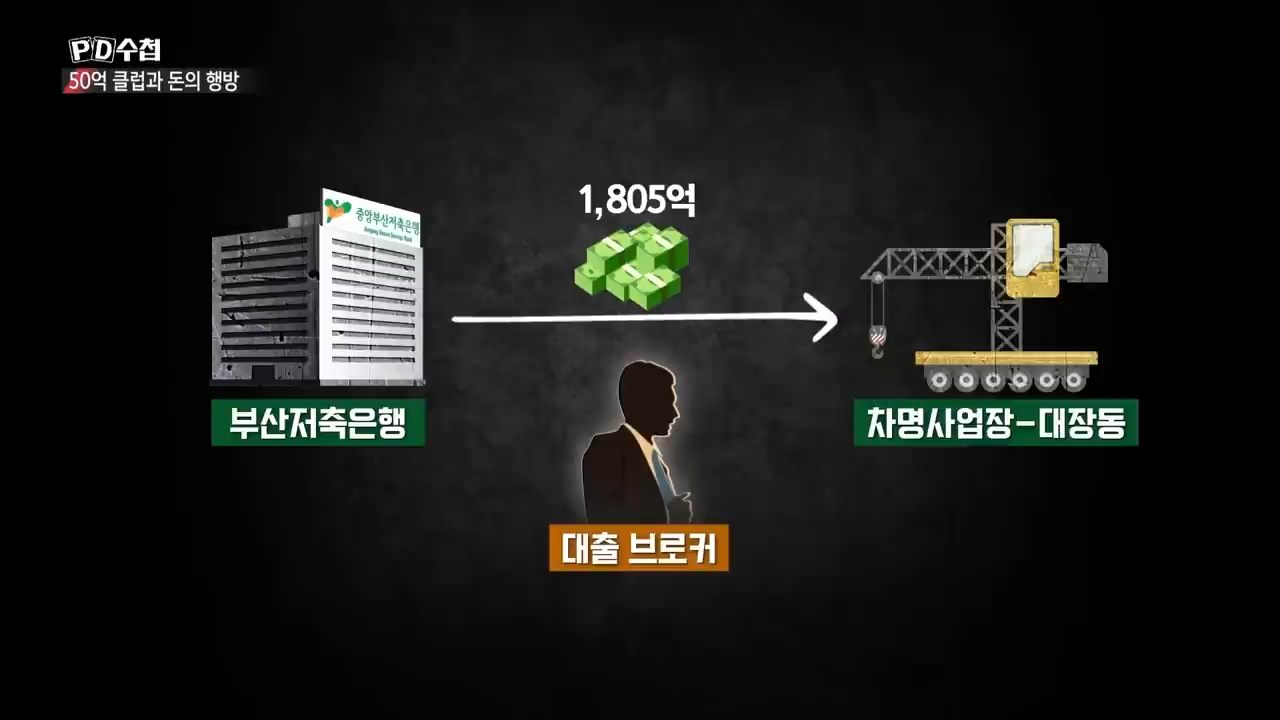 PD수첩
50억 클럽과 돈의 행방
1,805억
중앙부산저축은행
부산저축은행
차명사업장-대장동
대출 브로커